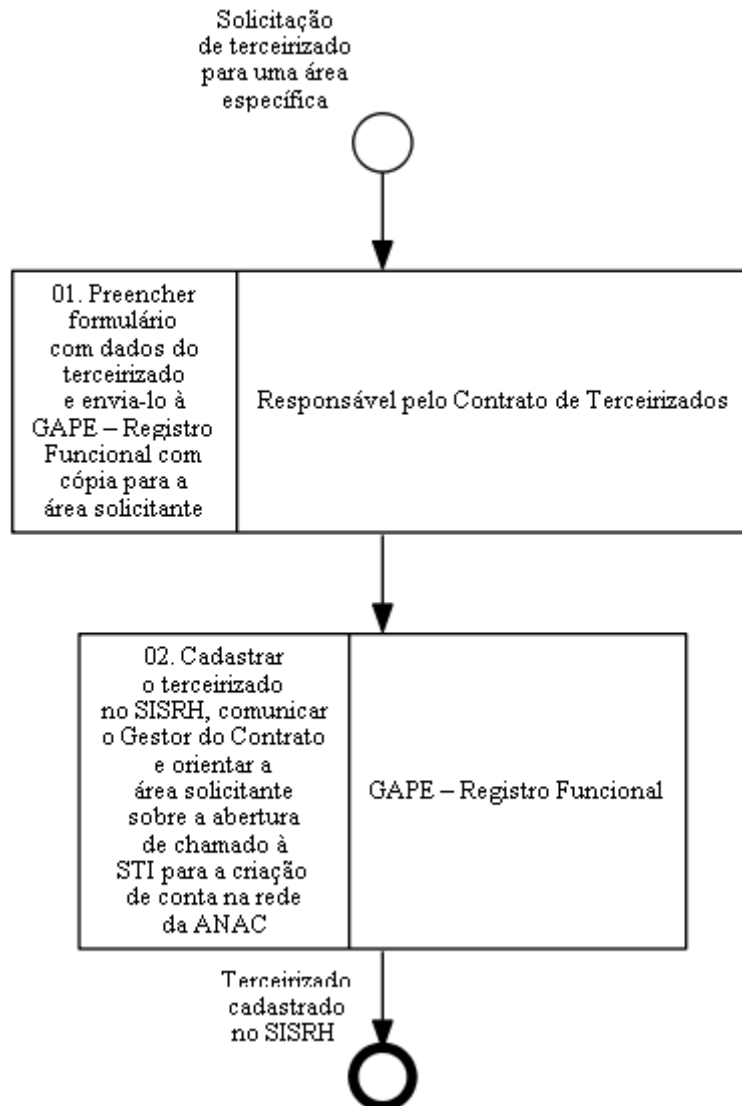 Solicitação
de terceirizado
para uma área
específica
01. Preencher
formulário
com dados do
terceirizado
e envia-lo à
GAPE – Registro
Funcional com
cópia para a
área solicitante
Responsável pelo Contrato de Terceirizados
02. Cadastrar
o terceirizado
no SISRH, comunicar
o Gestor do Contrato
e orientar a
área solicitante
sobre a abertura
de chamado à
STI para a criação
de conta na rede
da ANAC
GAPE – Registro Funcional
Terceirizado
cadastrado
no SISRH